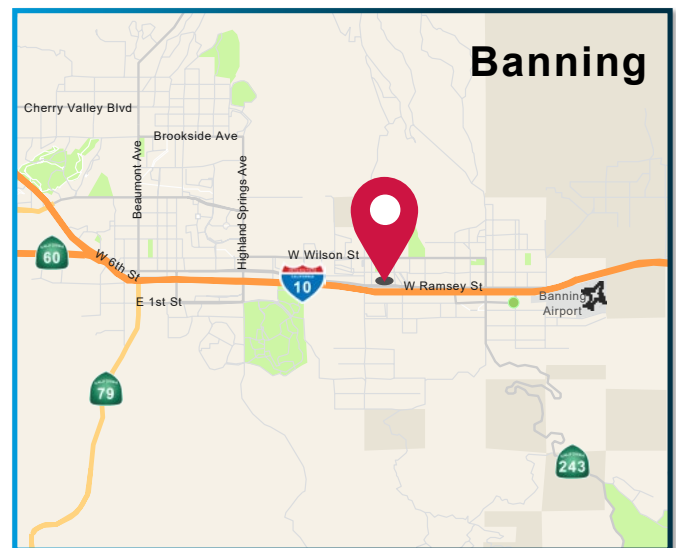 Banning
Cherry Valley Blvd
Brookside Ave
Beaumont Ave
Highland Springs Ave
W Wilson St
60
W 6th St
10
W Ramsey St
E 1st St
Banning
Airport
79
243